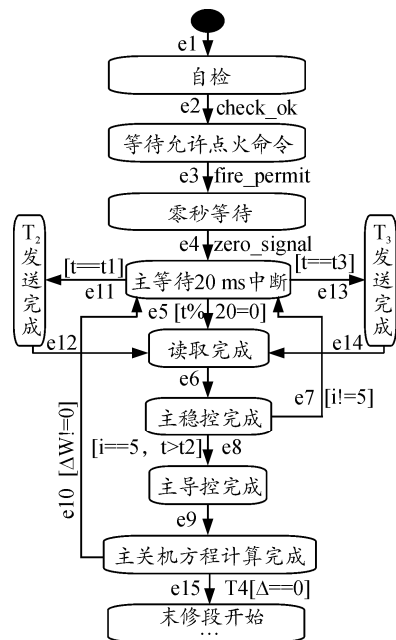 e1
自检
e2 check_ok
等待允许点火命令
e3 fire_permit
零秒等待
e4 zero_signal
T₂发送完成
[t==t1]
e11
主等待20 ms中断
[t==t3]
e13
T₃发送完成
e5 [t% 20=0]
e12
读取完成
e14
e6
e7 [i!=5]
主稳控完成
[i==5, t>t2] e8
主导控完成
e10 [ΔW!=0]
e9
主关机方程计算完成
e15 T4[Δ==0]
末修段开始
…